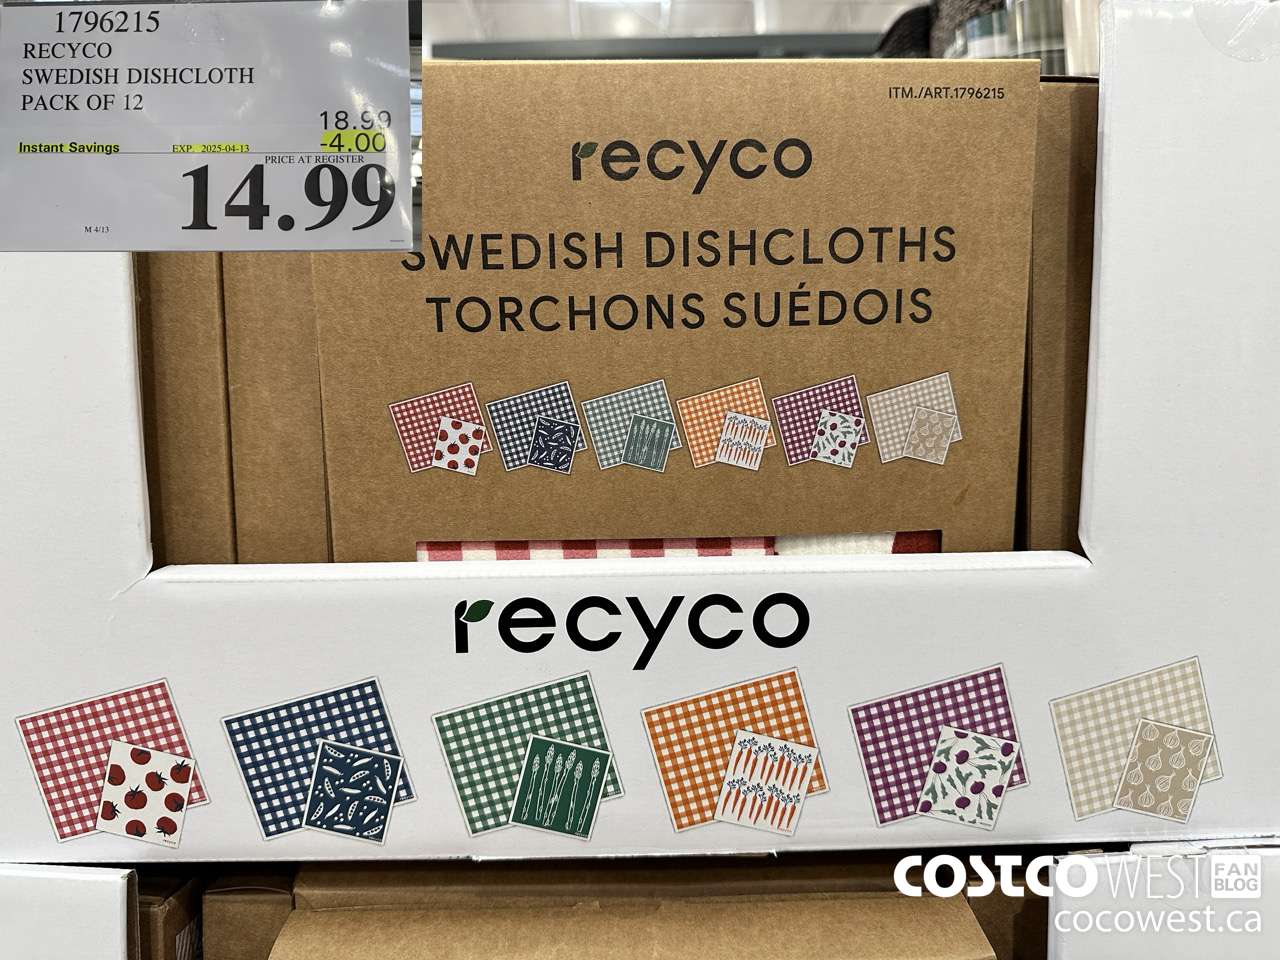 1796215
RECYCO
SWEDISH DISHCLOTH
PACK OF 12
18.99
Instant Savings EXP. 2025-04-13 -4.00
PRICE AT REGISTER
14.99
M 4/13
ITM./ART.1796215
recyco
SWEDISH DISHCLOTHS
TORCHONS SUÉDOIS
recyco
COSTCO WEST FAN BLOG
cocowest.ca